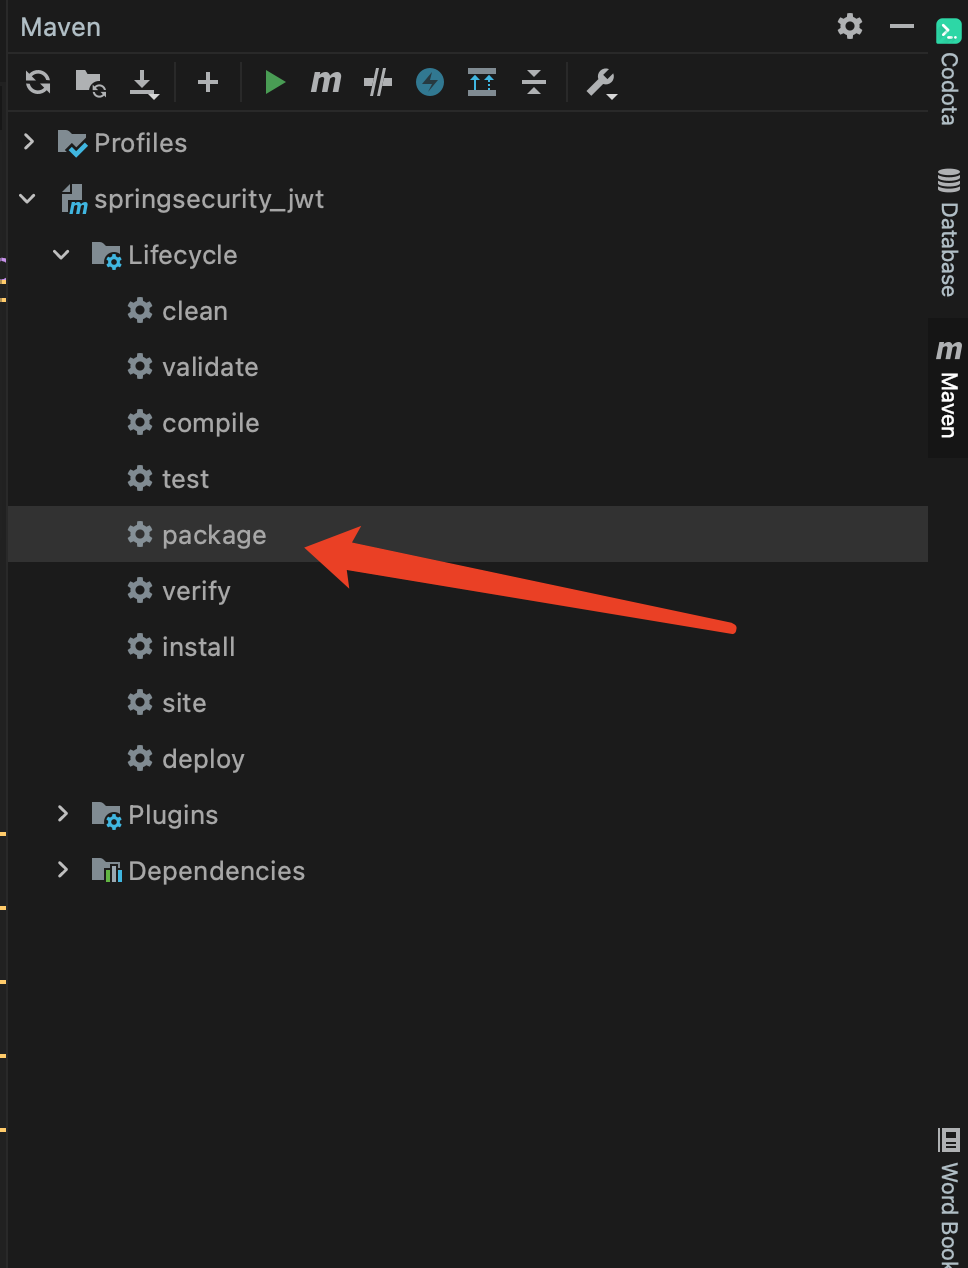 Maven
m
Profiles
springsecurity_jwt
Lifecycle
clean
validate
compile
test
package
verify
install
site
deploy
Plugins
Dependencies
Codota
Database
m
Maven
Word Book